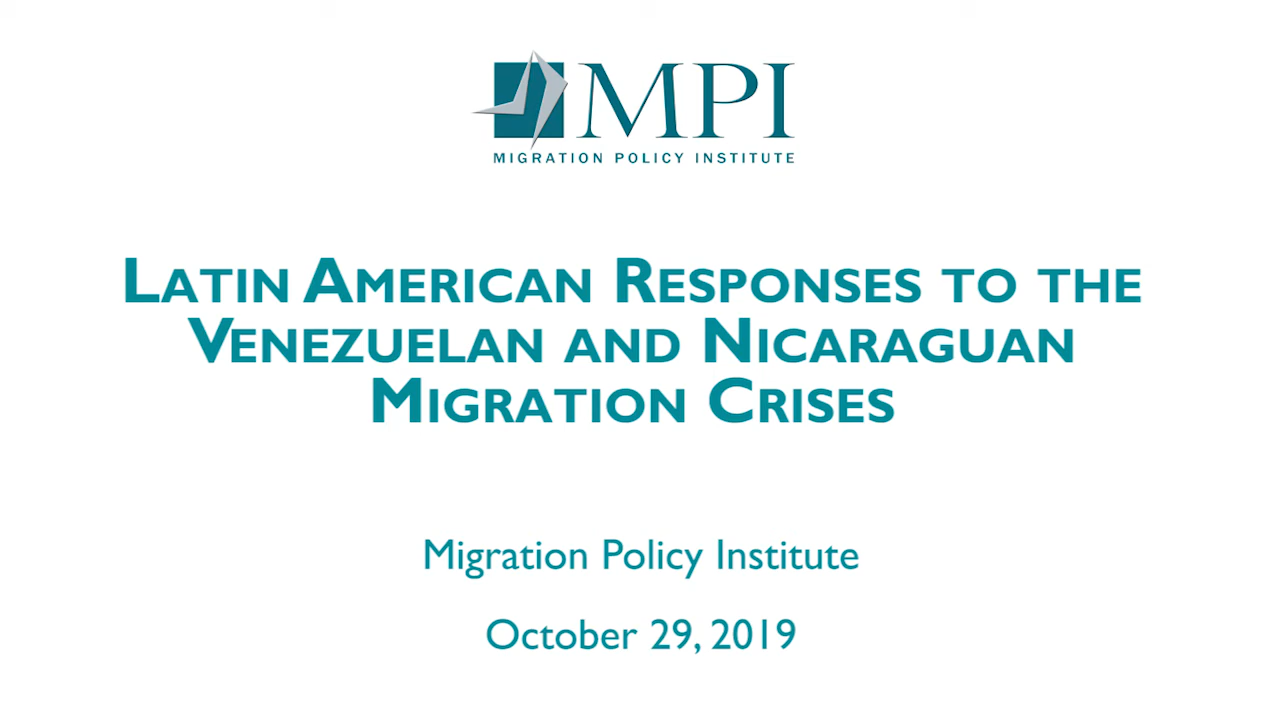 MPI
MIGRATION POLICY INSTITUTE
LATIN AMERICAN RESPONSES TO THE
VENEZUELAN AND NICARAGUAN
MIGRATION CRISES
Migration Policy Institute
October 29, 2019